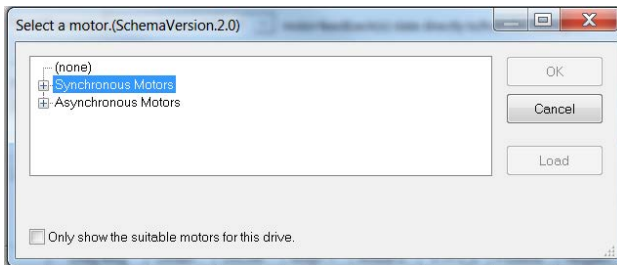 Select a motor.(SchemaVersion.2.0)
(none)
Synchronous Motors
Asynchronous Motors
OK
Cancel
Load
Only show the suitable motors for this drive.